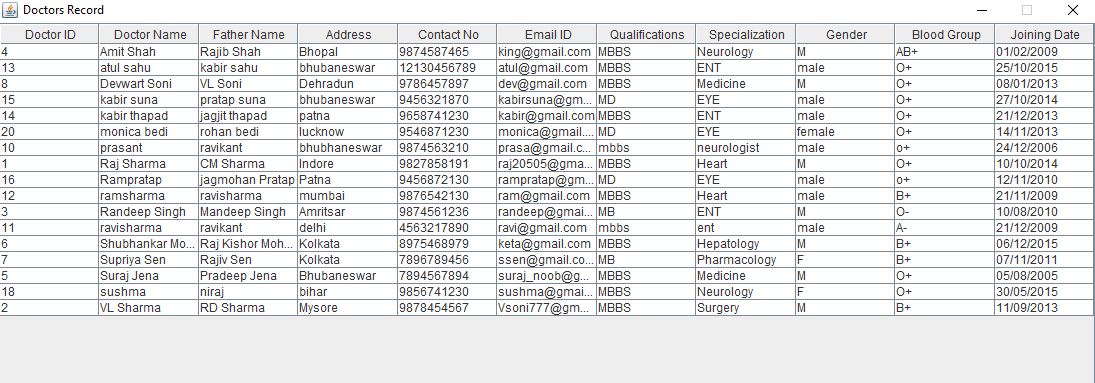 Doctors Record
Doctor ID Doctor Name Father Name Address Contact No Email ID Qualifications Specialization Gender Blood Group Joining Date
4 Amit Shah Rajib Shah Bhopal 9874587465 king@gmail.com MBBS Neurology M AB+ 01/02/2009
13 atul sahu kabir sahu bhubaneswar 12130456789 atul@gmail.com MBBS ENT male O+ 25/10/2015
8 Devwart Soni VL Soni Dehradun 9786457897 dev@gmail.com MBBS Medicine M O+ 08/01/2013
15 kabir suna pratap suna bhubaneswar 9456321870 kabirsuna@gm... MD EYE male O+ 27/10/2014
14 kabir thapad jagjit thapad patna 9658741230 kabir@gmail.com MBBS ENT male O+ 21/12/2013
20 monica bedi rohan bedi lucknow 9546871230 monica@gmail.... MD EYE female O+ 14/11/2013
10 prasant ravikant bhubhaneswar 9874563210 prasa@gmail.c... mbbs neurologist male o+ 24/12/2006
1 Raj Sharma CM Sharma Indore 9827858191 raj20505@gma... MBBS Heart M O+ 10/10/2014
16 Rampratap jagmohan Patnap Patna 9456872130 rampratap@gm... MD EYE male o+ 12/11/2010
12 ramsharma ravisharma mumbai 9876542130 ram@gmail.com MBBS Heart male B+ 21/11/2009
3 Randeep Singh Mandeep Singh Amritsar 9874561236 randeep@gmai... MB ENT M O- 10/08/2010
11 ravisharma ravikant delhi 4563217890 ravi@gmail.com mbbs ent male A- 21/12/2009
6 Shubhankar Mo... Raj Kishor Moh... Kolkata 8975468979 keta@gmail.com MBBS Hepatology M B+ 06/12/2015
7 Supriya Sen Rajiv Sen Kolkata 7896789456 ssen@gmail.co... MB Pharmacology F B+ 07/11/2011
5 Suraj Jena Pradeep Jena Bhubaneswar 7894567894 suraj_noob@g... MBBS Medicine M O+ 05/08/2005
18 sushma niraj bihar 9856741230 sushma@gmai... MBBS Neurology F O+ 30/05/2015
2 VL Sharma RD Sharma Mysore 9878454567 Vsoni777@gm... MBBS Surgery M B+ 11/09/2013